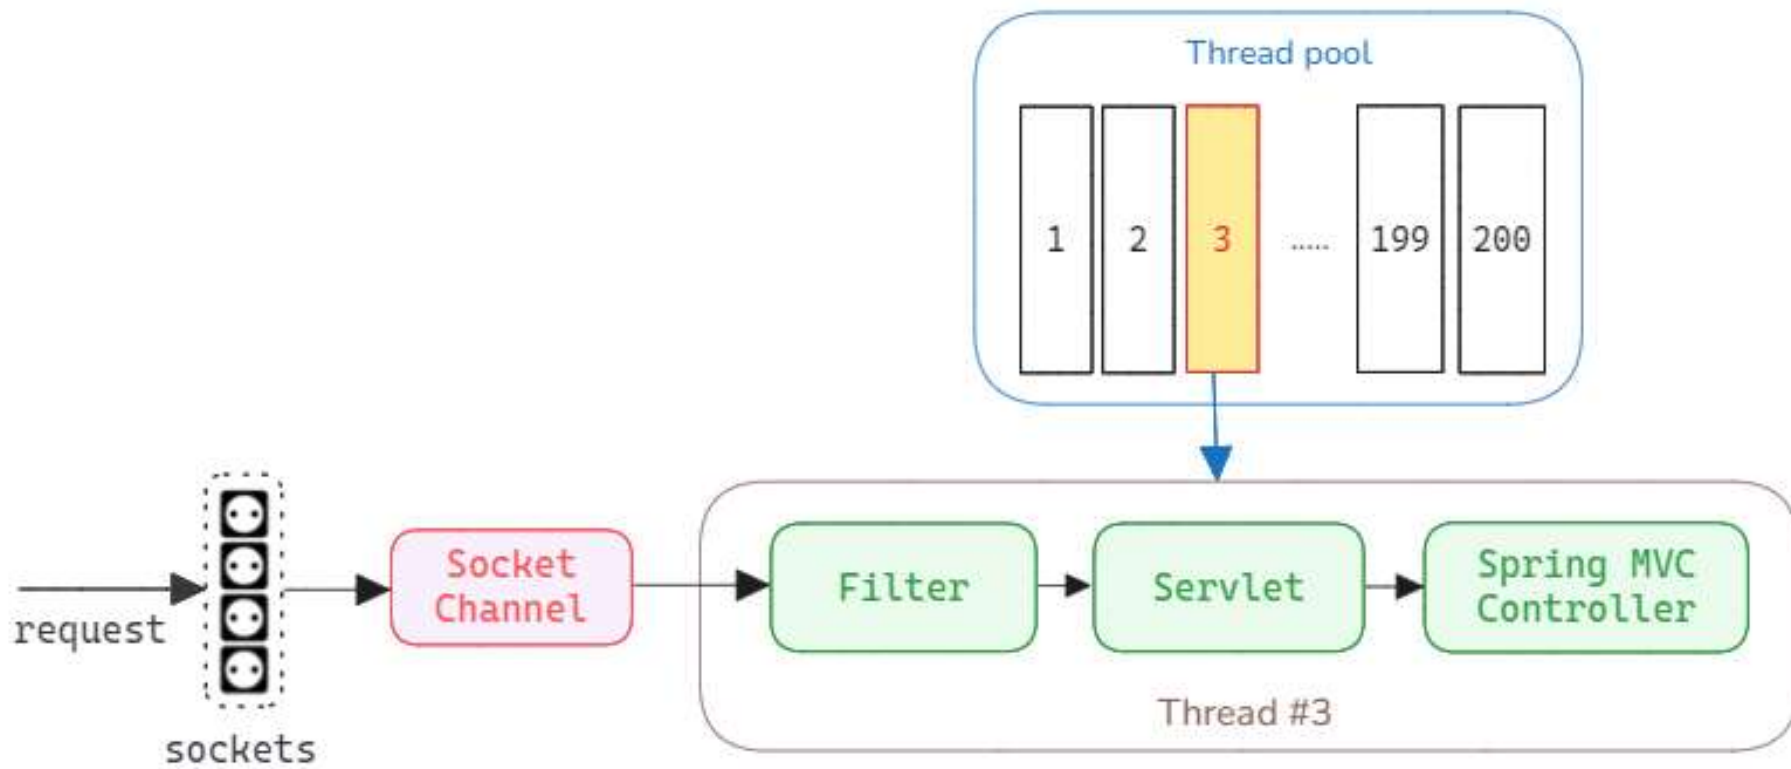 Thread pool
1 2 3 ..... 199 200
request
sockets
Socket
Channel
Filter
Servlet
Spring MVC
Controller
Thread #3